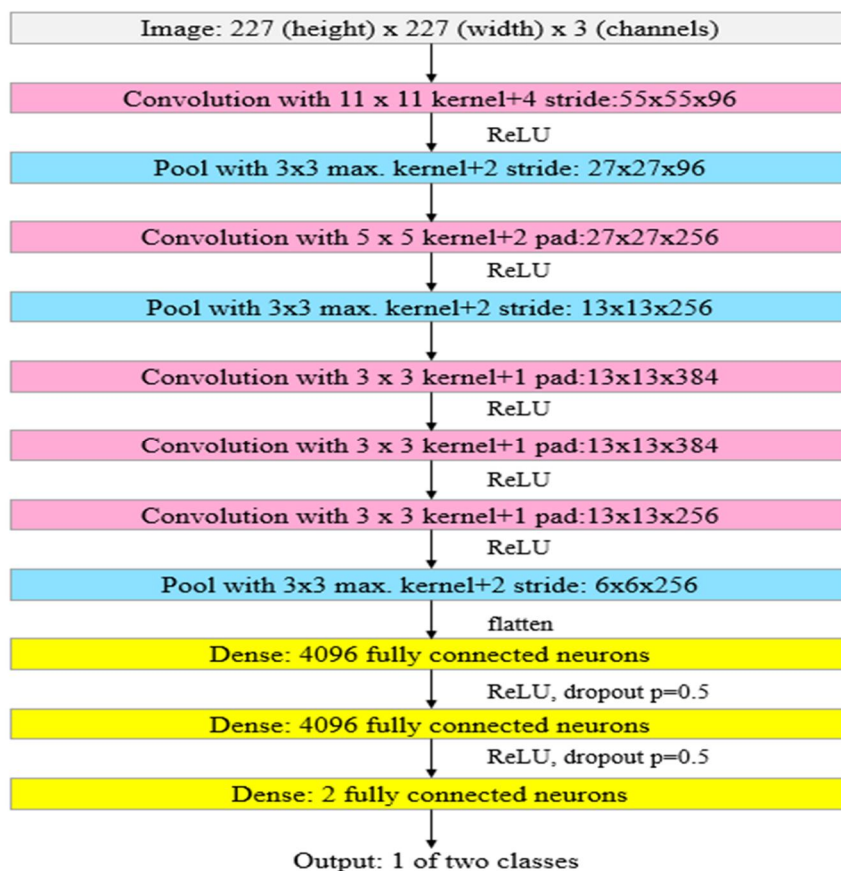 Image: 227 (height) x 227 (width) x 3 (channels)
Convolution with 11 x 11 kernel+4 stride:55x55x96
ReLU
Pool with 3x3 max. kernel+2 stride: 27x27x96
Convolution with 5 x 5 kernel+2 pad:27x27x256
ReLU
Pool with 3x3 max. kernel+2 stride: 13x13x256
Convolution with 3 x 3 kernel+1 pad:13x13x384
ReLU
Convolution with 3 x 3 kernel+1 pad:13x13x384
ReLU
Convolution with 3 x 3 kernel+1 pad:13x13x256
ReLU
Pool with 3x3 max. kernel+2 stride: 6x6x256
flatten
Dense: 4096 fully connected neurons
ReLU, dropout p=0.5
Dense: 4096 fully connected neurons
ReLU, dropout p=0.5
Dense: 2 fully connected neurons
Output: 1 of two classes